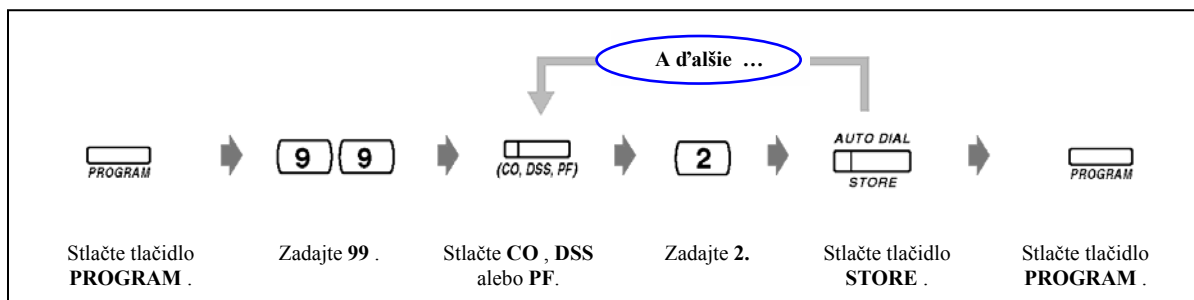 A ďalšie …
PROGRAM
9 9
(CO, DSS, PF)
2
AUTO DIAL
STORE
PROGRAM
Stlačte tlačidlo
PROGRAM .
Zadajte 99 .
Stlačte CO , DSS
alebo PF.
Zadajte 2.
Stlačte tlačidlo
STORE .
Stlačte tlačidlo
PROGRAM .